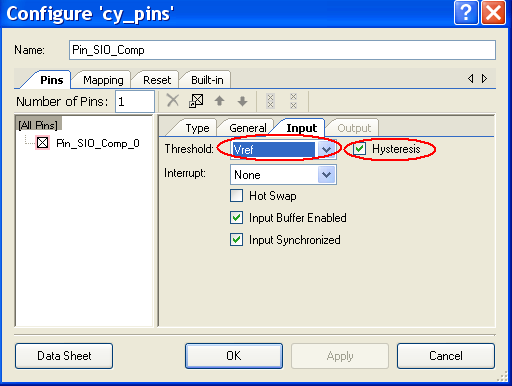 Configure 'cy_pins'
Name: Pin_SIO_Comp
Pins Mapping Reset Built-in
Number of Pins: 1
[All Pins]
Pin_SIO_Comp_0
Type General Input Output
Threshold: Vref Hysteresis
Interrupt: None
Hot Swap
Input Buffer Enabled
Input Synchronized
Data Sheet OK Apply Cancel